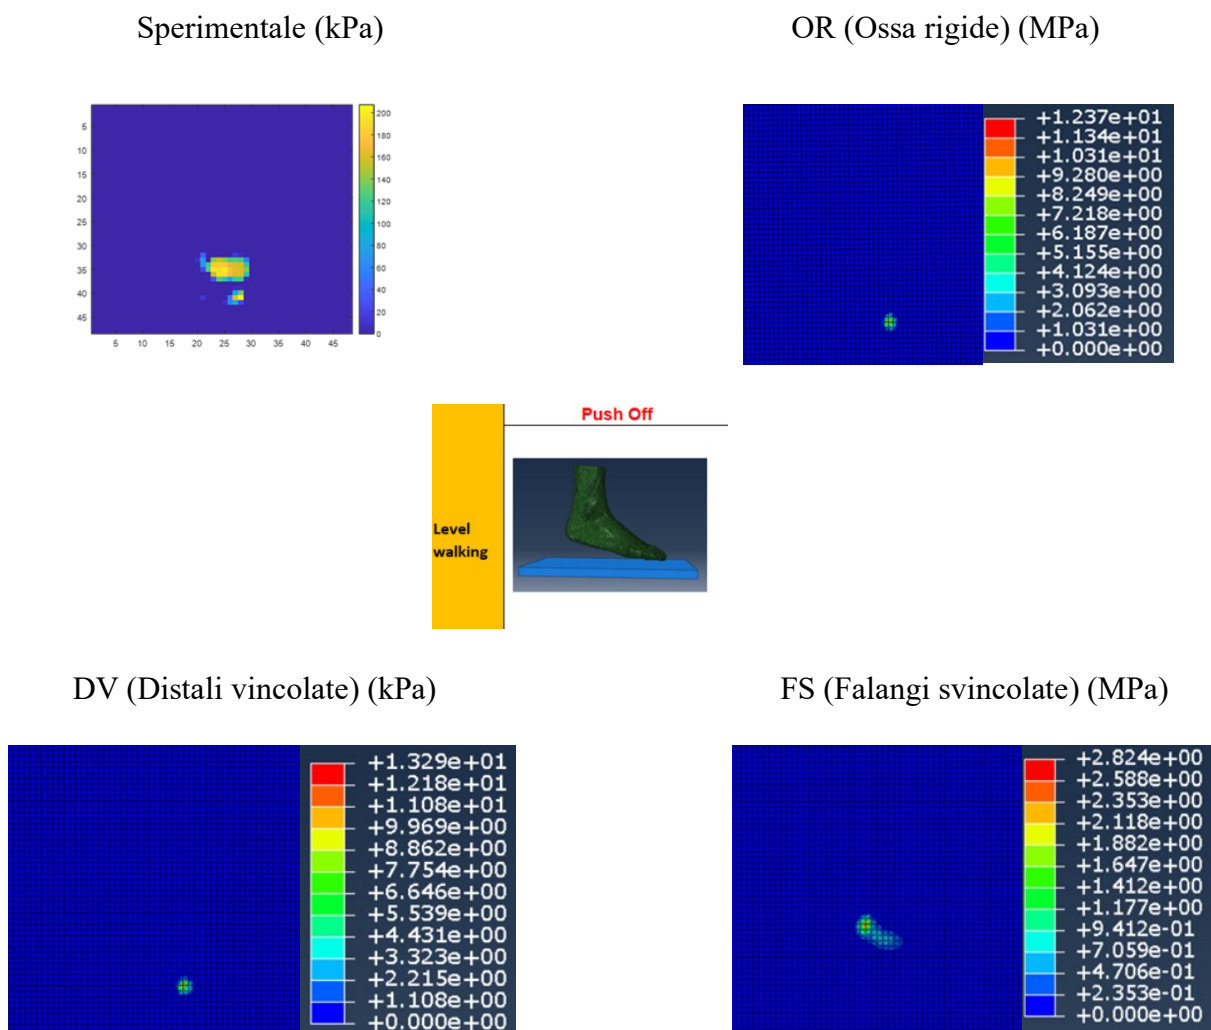 Sperimentale (kPa)
OR (Ossa rigide) (MPa)
5
10
15
20
25
30
35
40
45
5 10 15 20 25 30 35 40 45
200
180
160
140
120
100
80
60
40
20
0
+1.237e+01
+1.134e+01
+1.031e+01
+9.280e+00
+8.249e+00
+7.218e+00
+6.187e+00
+5.155e+00
+4.124e+00
+3.093e+00
+2.062e+00
+1.031e+00
+0.000e+00
Push Off
Level
walking
DV (Distali vincolate) (kPa)
FS (Falangi svincolate) (MPa)
+1.329e+01
+1.218e+01
+1.108e+01
+9.969e+00
+8.862e+00
+7.754e+00
+6.646e+00
+5.539e+00
+4.431e+00
+3.323e+00
+2.215e+00
+1.108e+00
+0.000e+00
+2.824e+00
+2.588e+00
+2.353e+00
+2.118e+00
+1.882e+00
+1.647e+00
+1.412e+00
+1.177e+00
+9.412e-01
+7.059e-01
+4.706e-01
+2.353e-01
+0.000e+00